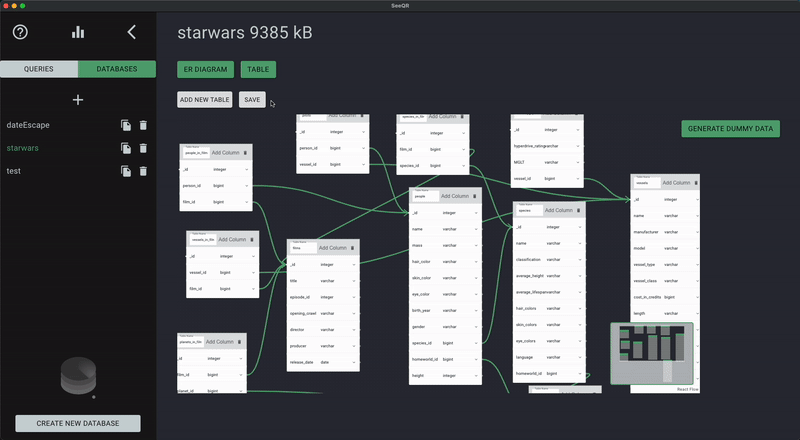 SeeQR
starwars 9385 kB
QUERIES
DATABASES
ER DIAGRAM
TABLE
ADD NEW TABLE
SAVE
GENERATE DUMMY DATA
dateEscape
starwars
test
CREATE NEW DATABASE
people_in_film
Add Column
_id integer
person_id bigint
film_id bigint
vessels_in_film
Add Column
_id integer
vessel_id bigint
film_id bigint
planets_in_film
Add Column
_id integer
film_id bigint
planet_id bigint
Add Column
_id integer
person_id bigint
vessel_id bigint
films
Add Column
_id integer
title varchar
episode_id integer
opening_crawl varchar
director varchar
producer varchar
release_date date
species_in_film
Add Column
_id integer
film_id bigint
species_id bigint
people
Add Column
_id integer
name varchar
mass varchar
hair_color varchar
skin_color varchar
eye_color varchar
birth_year varchar
gender varchar
species_id bigint
homeworld_id bigint
height integer
Add Column
_id integer
hyperdrive_rating varchar
MGLT varchar
vessel_id bigint
species
Add Column
_id integer
name varchar
classification varchar
average_height varchar
average_lifespan varchar
hair_colors varchar
skin_colors varchar
eye_colors varchar
language varchar
homeworld_id bigint
Add Column
vessels
Add Column
_id integer
name varchar
manufacturer varchar
model varchar
vessel_type varchar
vessel_class varchar
cost_in_credits bigint
length varchar
React Flow